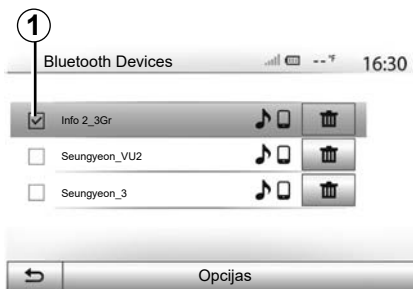 1
Bluetooth Devices -- °F 16:30
Info 2_3Gr
Seungyeon_VU2
Seungyeon_3
Opcijas